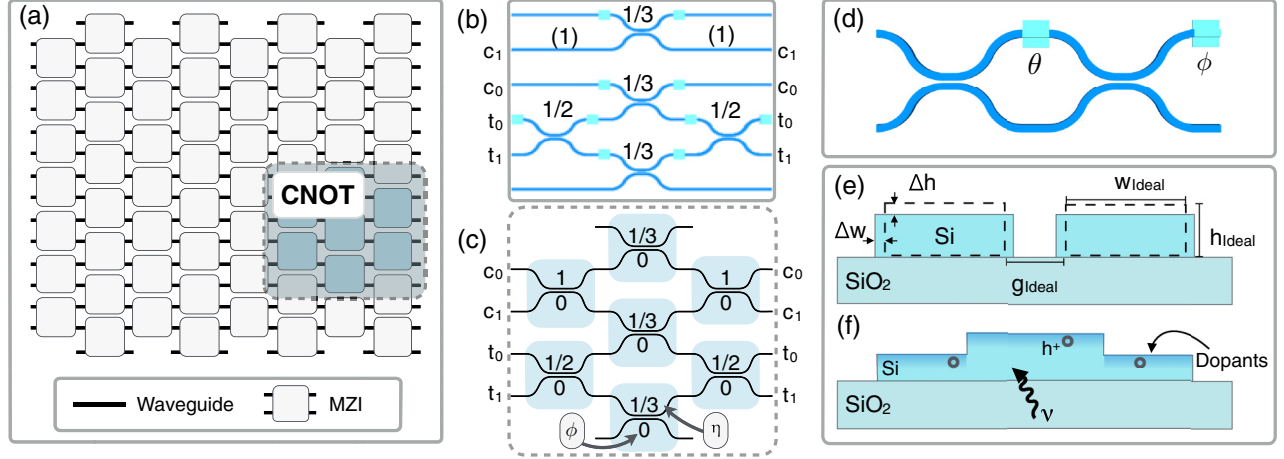 (a)
CNOT
Waveguide
MZI
(b)
1/3
(1)
(1)
c1
c1
c0
1/3
c0
t0
1/2
1/2
t0
t1
1/3
t1
(c)
1/3
0
c0
1
1
c0
c1
0
1/3
0
c1
0
t0
1/2
1/2
t0
t1
0
1/3
0
t1
0
ϕ
η
(d)
θ
ϕ
(e)
Δh
wIdeal
Δw
Si
hIdeal
SiO2
gIdeal
(f)
h+
Dopants
Si
SiO2
ν